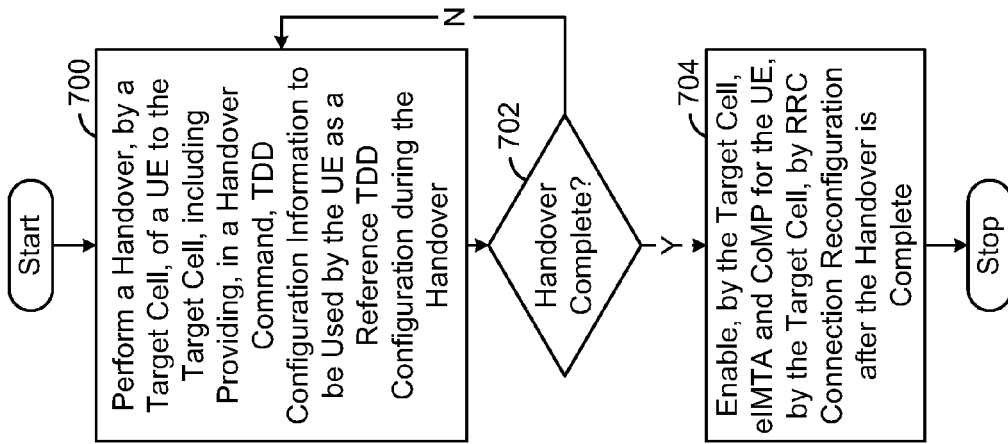 Start
700
Perform a Handover, by a
Target Cell, of a UE to the
Target Cell, including
Providing, in a Handover
Command, TDD
Configuration Information to
be Used by the UE as a
Reference TDD
Configuration during the
Handover
702
Handover
Complete?
N
Y
704
Enable, by the Target Cell,
eIMTA and CoMP for the UE,
by the Target Cell, by RRC
Connection Reconfiguration
after the Handover is
Complete
Stop